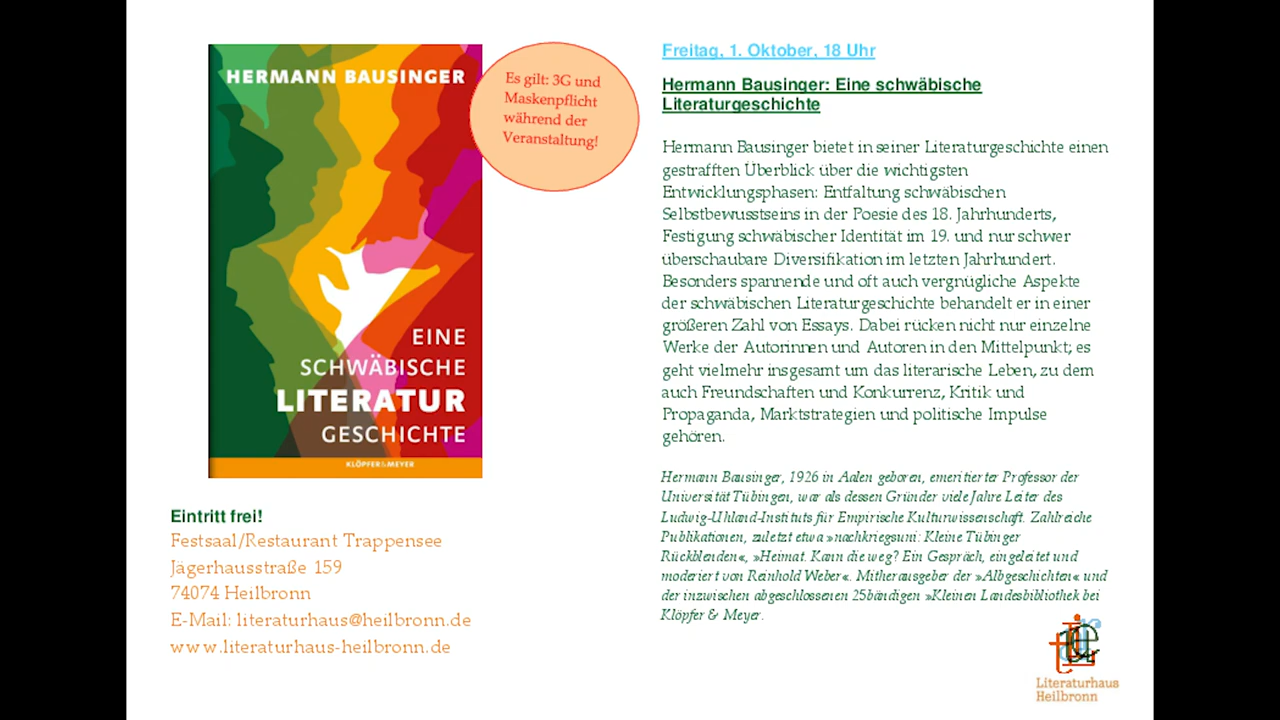 HERMANN BAUSINGER
EINE
SCHWÄBISCHE
LITERATUR
GESCHICHTE
KLÖPFER&MEYER
Es gilt: 3G und
Maskenpflicht
während der
Veranstaltung!
Eintritt frei!
Festsaal/Restaurant Trappensee
Jägerhausstraße 159
74074 Heilbronn
E-Mail: literaturhaus@heilbronn.de
www.literaturhaus-heilbronn.de
Freitag, 1. Oktober, 18 Uhr
Hermann Bausinger: Eine schwäbische
Literaturgeschichte
Hermann Bausinger bietet in seiner Literaturgeschichte einen
gestrafften Überblick über die wichtigsten
Entwicklungsphasen: Entfaltung schwäbischen
Selbstbewusstseins in der Poesie des 18. Jahrhunderts,
Festigung schwäbischer Identität im 19. und nur schwer
überschaubare Diversifikation im letzten Jahrhundert.
Besonders spannende und oft auch vergnügliche Aspekte
der schwäbischen Literaturgeschichte behandelt er in einer
größeren Zahl von Essays. Dabei rücken nicht nur einzelne
Werke der Autorinnen und Autoren in den Mittelpunkt; es
geht vielmehr insgesamt um das literarische Leben, zu dem
auch Freundschaften und Konkurrenz, Kritik und
Propaganda, Marktstrategien und politische Impulse
gehören.
Hermann Bausinger, 1926 in Aalen geboren, emeritierter Professor der
Universität Tübingen, war als dessen Gründer viele Jahre Leiter des
Ludwig-Uhland-Instituts für Empirische Kulturwissenschaft. Zahlreiche
Publikationen, zuletzt etwa »nachkriegsuni: Kleine Tübinger
Rückblenden«, »Heimat. Kann die weg? Ein Gespräch, eingeleitet und
moderiert von Reinhold Weber«. Mitherausgeber der »Albgeschichten« und
der inzwischen abgeschlossenen 25bändigen »Kleinen Landesbibliothek bei
Klöpfer & Meyer.
Literaturhaus
Heilbronn